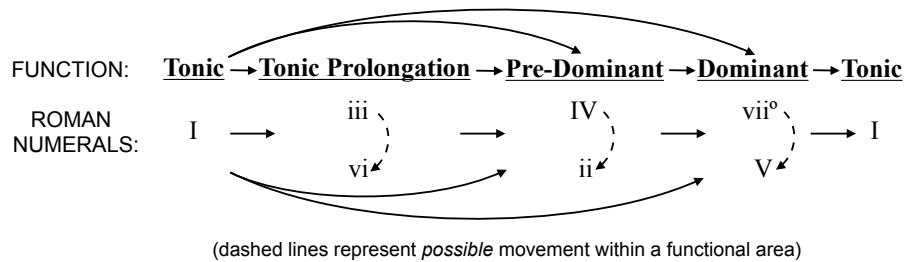 FUNCTION: Tonic Tonic Prolongation Pre-Dominant Dominant Tonic
iii IV viiº
ROMAN
NUMERALS: I I
vi ii V
(dashed lines represent possible movement within a functional area)